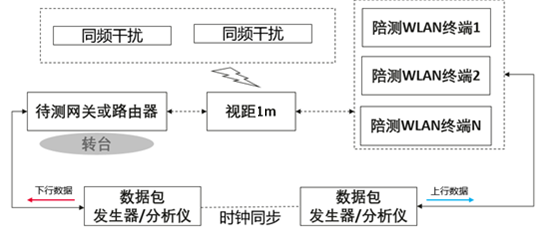 同频干扰
同频干扰
陪测WLAN终端1
陪测WLAN终端2
陪测WLAN终端N
待测网关或路由器
视距1m
转台
下行数据
数据包
发生器/分析仪
时钟同步
数据包
发生器/分析仪
上行数据